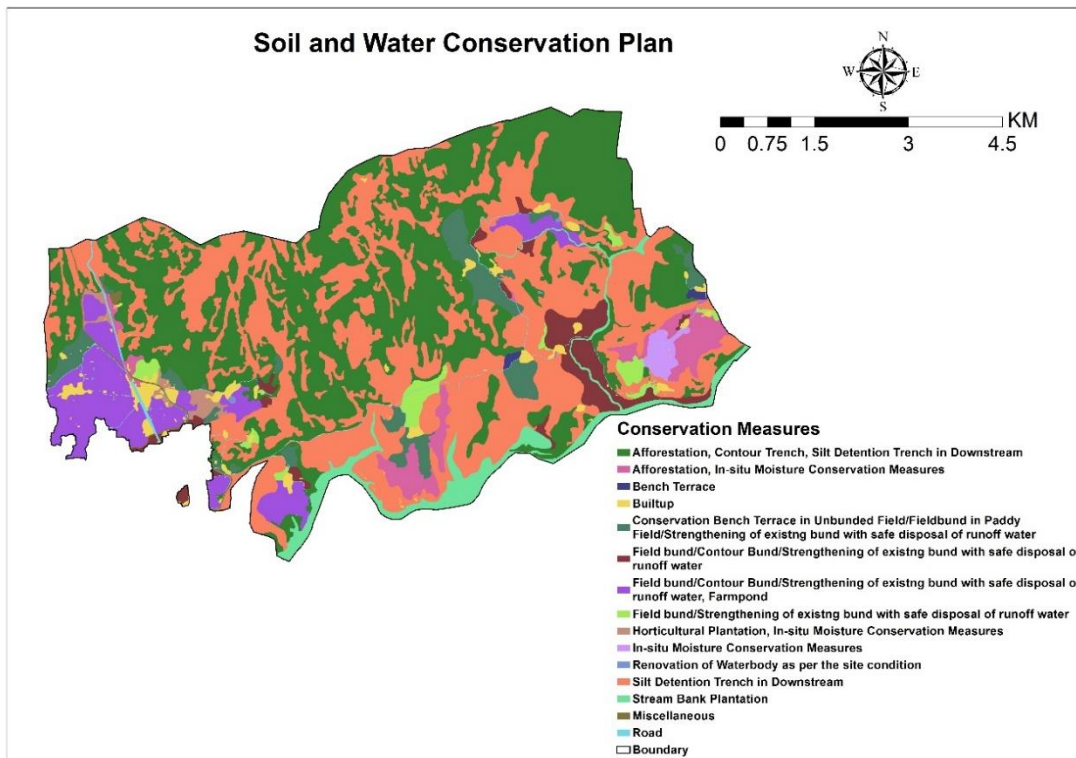 Soil and Water Conservation Plan
N
W E
S
KM
0 0.75 1.5 3 4.5
Conservation Measures
Afforestation, Contour Trench, Silt Detention Trench in Downstream
Afforestation, In-situ Moisture Conservation Measures
Bench Terrace
Builtup
Conservation Bench Terrace in Unbunded Field/Fieldbund in Paddy
Field/Strengthening of existng bund with safe disposal of runoff water
Field bund/Contour Bund/Strengthening of existng bund with safe disposal o
runoff water
Field bund/Contour Bund/Strengthening of existng bund with safe disposal o
runoff water, Farmpond
Field bund/Strengthening of existng bund with safe disposal of runoff water
Horticultural Plantation, In-situ Moisture Conservation Measures
In-situ Moisture Conservation Measures
Renovation of Waterbody as per the site condition
Silt Detention Trench in Downstream
Stream Bank Plantation
Miscellaneous
Road
Boundary